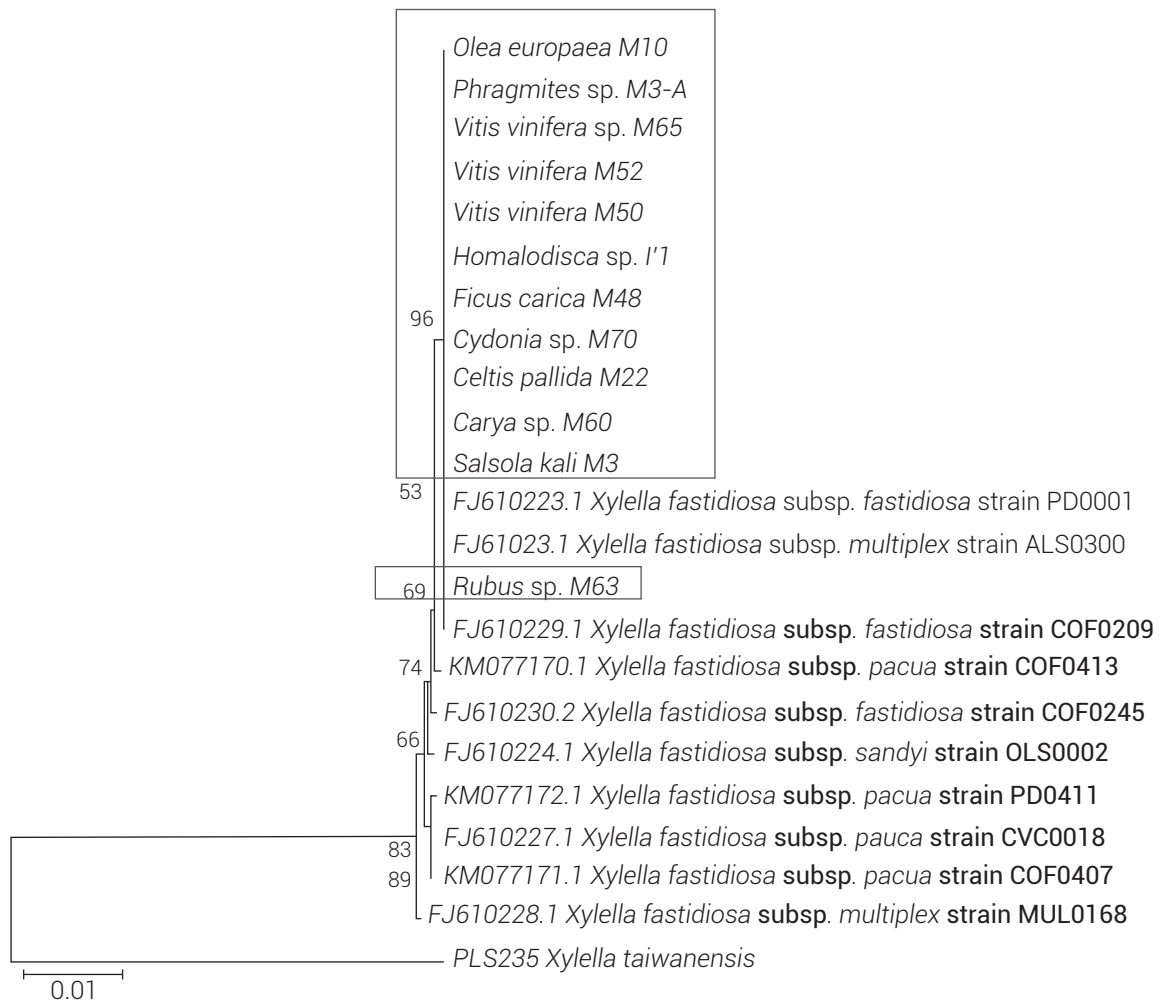 Olea europaea M10
Phragmites sp. M3-A
Vitis vinifera sp. M65
Vitis vinifera M52
Vitis vinifera M50
Homalodisca sp. I'1
Ficus carica M48
96
Cydonia sp. M70
Celtis pallida M22
Carya sp. M60
Salsola kali M3
53
FJ610223.1 Xylella fastidiosa subsp. fastidiosa strain PD0001
FJ61023.1 Xylella fastidiosa subsp. multiplex strain ALS0300
69 Rubus sp. M63
FJ610229.1 Xylella fastidiosa subsp. fastidiosa strain COF0209
74 KM077170.1 Xylella fastidiosa subsp. pacua strain COF0413
FJ610230.2 Xylella fastidiosa subsp. fastidiosa strain COF0245
66
FJ610224.1 Xylella fastidiosa subsp. sandyi strain OLS0002
KM077172.1 Xylella fastidiosa subsp. pacua strain PD0411
FJ610227.1 Xylella fastidiosa subsp. pauca strain CVC0018
83
89 KM077171.1 Xylella fastidiosa subsp. pacua strain COF0407
FJ610228.1 Xylella fastidiosa subsp. multiplex strain MUL0168
PLS235 Xylella taiwanensis
0.01